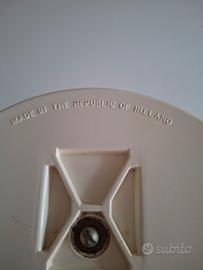 MADE IN THE REPUBLIC OF IRELAND
subito